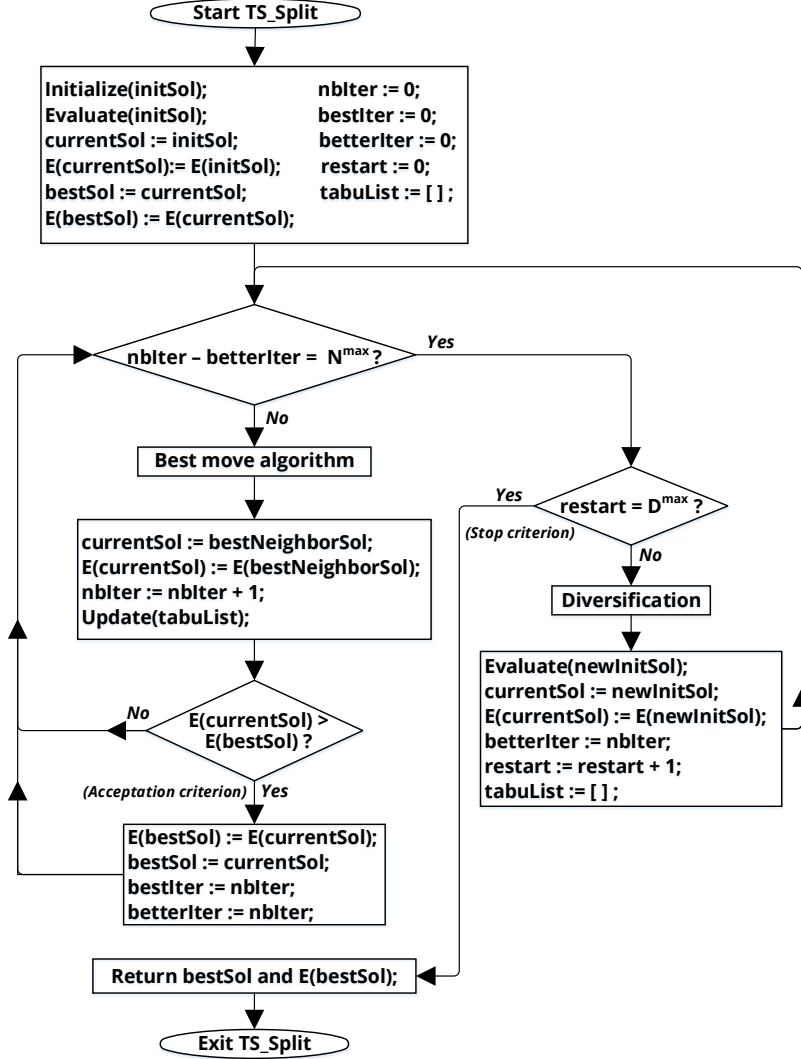 Start TS_Split
Initialize(initSol); nbIter := 0;
Evaluate(initSol); bestIter := 0;
currentSol := initSol; betterIter := 0;
E(currentSol):= E(initSol); restart := 0;
bestSol := currentSol; tabuList := [ ] ;
E(bestSol) := E(currentSol);
nbIter – betterIter = N^max ?
Yes
No
Best move algorithm
currentSol := bestNeighborSol;
E(currentSol) := E(bestNeighborSol);
nbIter := nbIter + 1;
Update(tabuList);
E(currentSol) >
E(bestSol) ?
No
(Acceptation criterion)
Yes
E(bestSol) := E(currentSol);
bestSol := currentSol;
bestIter := nbIter;
betterIter := nbIter;
restart = D^max ?
Yes
(Stop criterion)
No
Diversification
Evaluate(newInitSol);
currentSol := newInitSol;
E(currentSol) := E(newInitSol);
betterIter := nbIter;
restart := restart + 1;
tabuList := [ ] ;
Return bestSol and E(bestSol);
Exit TS_Split